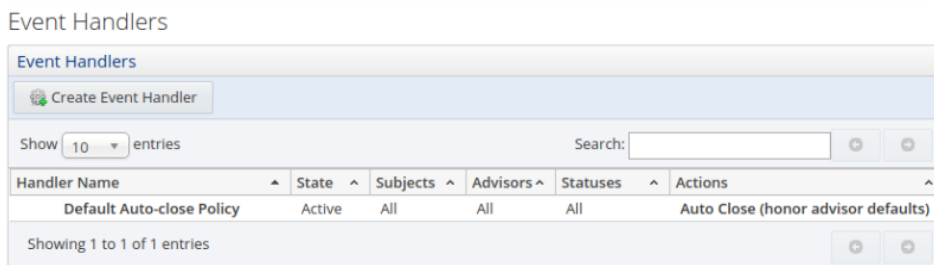 Event Handlers
Event Handlers
Create Event Handler
Show 10 entries Search:
Handler Name State Subjects Advisors Statuses Actions
Default Auto-close Policy Active All All All Auto Close (honor advisor defaults)
Showing 1 to 1 of 1 entries